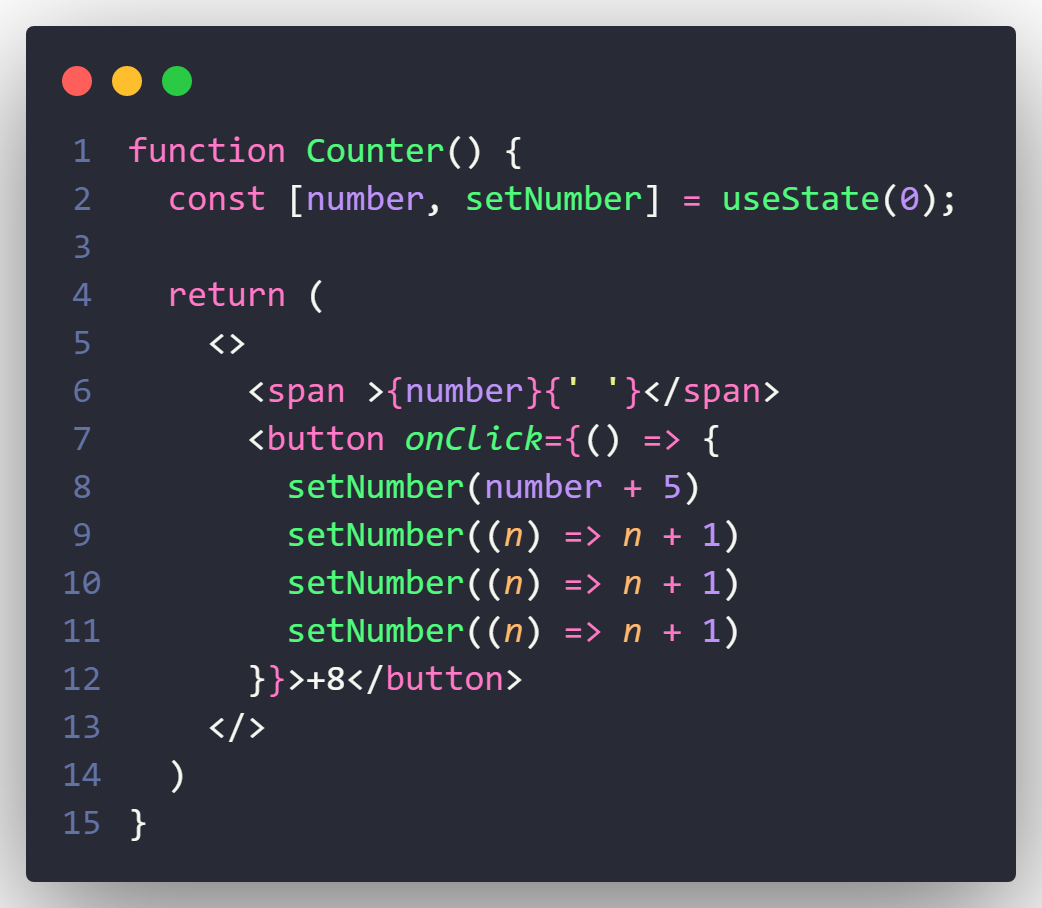 1 function Counter() {
2   const [number, setNumber] = useState(0);
3
4   return (
5     <>
6       <span >{number}{' '}</span>
7       <button onClick={() => {
8         setNumber(number + 5)
9         setNumber((n) => n + 1)
10         setNumber((n) => n + 1)
11         setNumber((n) => n + 1)
12       }}>+8</button>
13     </>
14   )
15 }